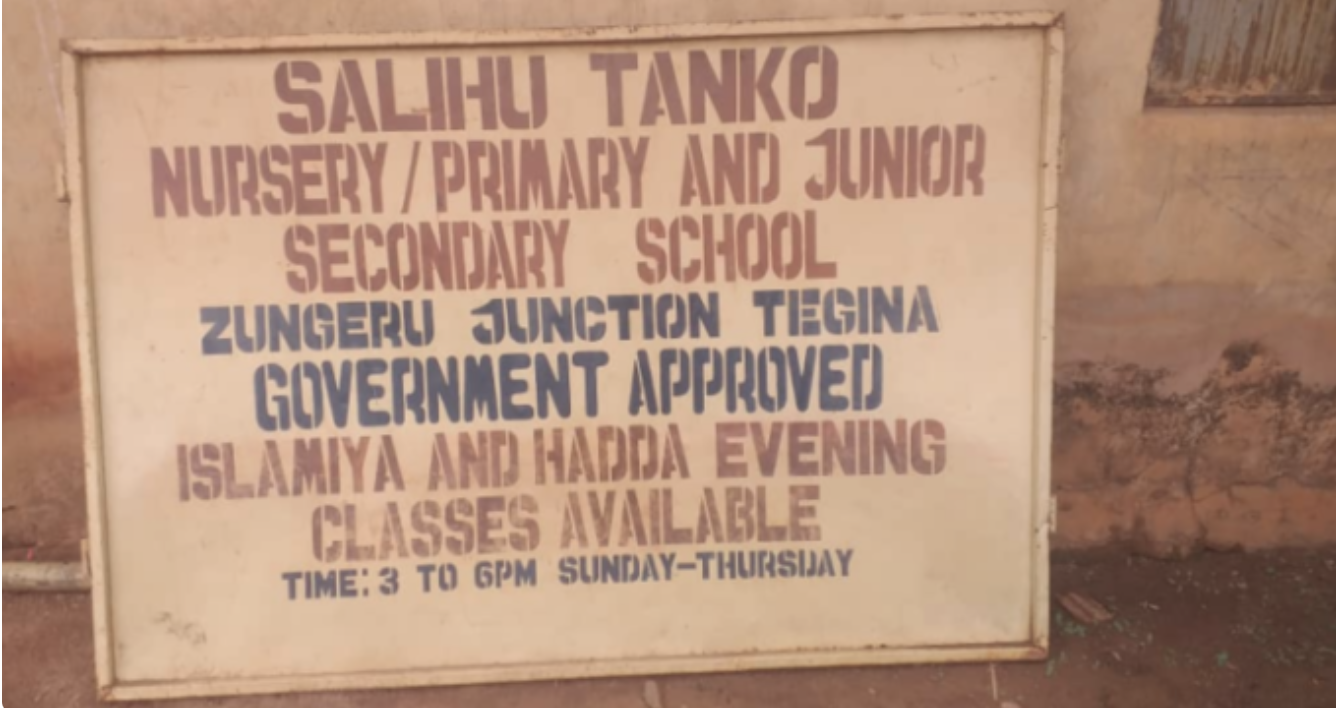 SALIHU TANKO
NURSERY/PRIMARY AND JUNIOR
SECONDARY SCHOOL
ZUNGERU JUNCTION TEGINA
GOVERNMENT APPROVED
ISLAMIYA AND HADDA EVENING
CLASSES AVAILABLE
TIME: 3 TO 6PM SUNDAY-THURSDAY